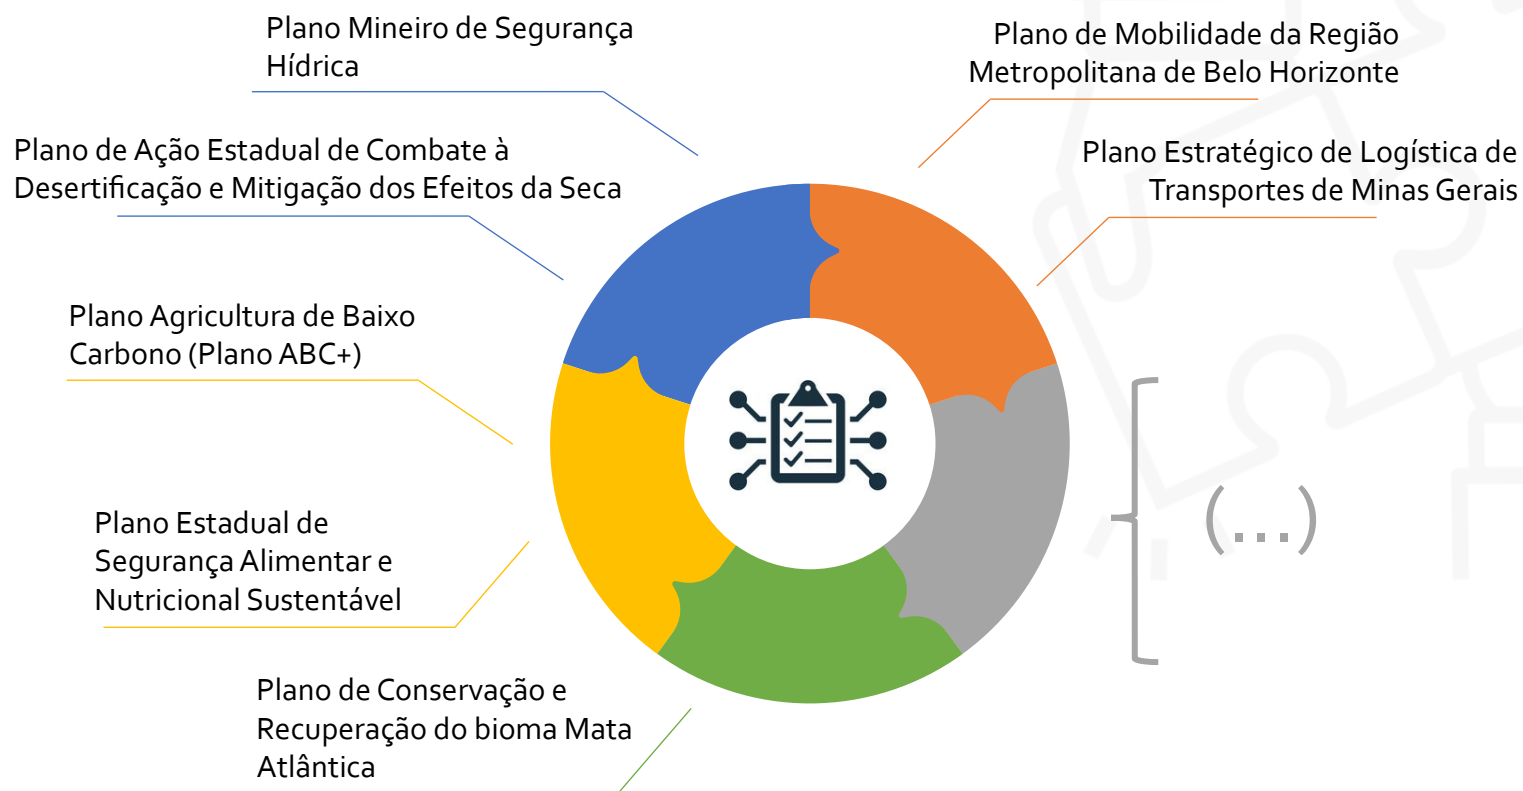 Plano Mineiro de Segurança
Hídrica
Plano de Mobilidade da Região
Metropolitana de Belo Horizonte
Plano de Ação Estadual de Combate à
Desertificação e Mitigação dos Efeitos da Seca
Plano Estratégico de Logística de
Transportes de Minas Gerais
Plano Agricultura de Baixo
Carbono (Plano ABC+)
(...)
Plano Estadual de
Segurança Alimentar e
Nutricional Sustentável
Plano de Conservação e
Recuperação do bioma Mata
Atlântica